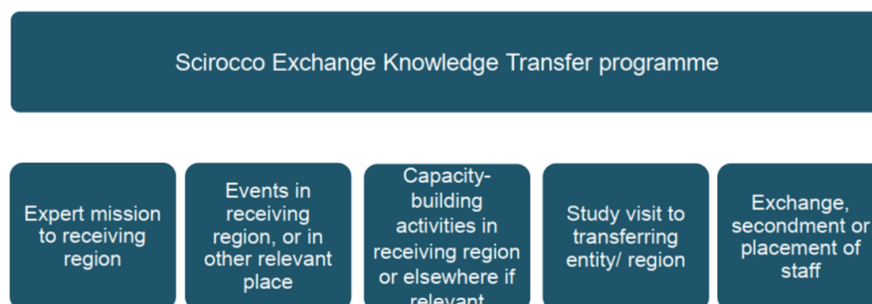 Scirocco Exchange Knowledge Transfer programme
Expert mission
to receiving
region
Events in
receiving
region, or in
other relevant
place
Capacity-
building
activities in
receiving region
or elsewhere if
relevant
Study visit to
transferring
entity/ region
Exchange,
secondment or
placement of
staff